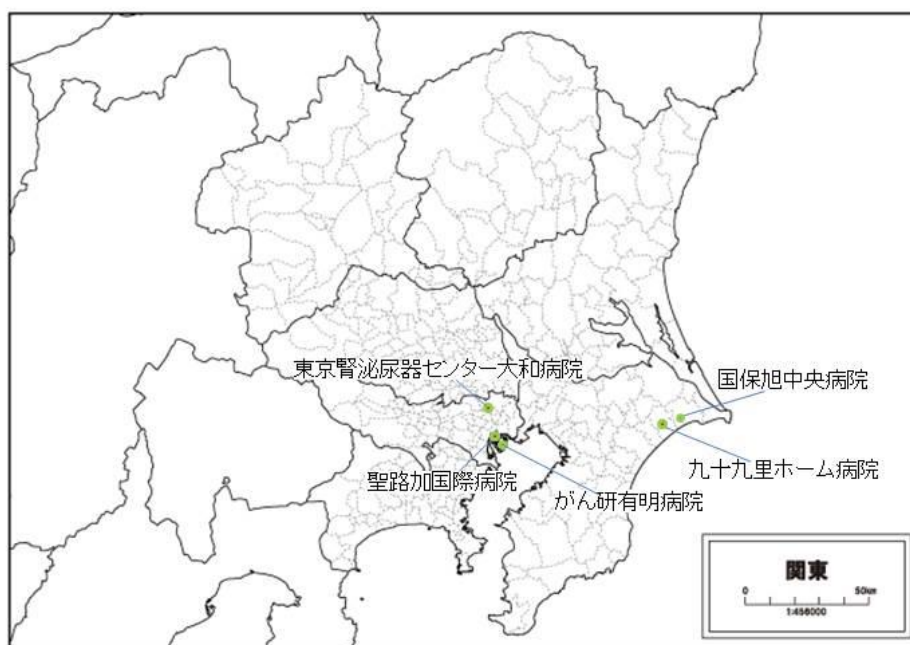 東京腎泌尿器センター大和病院
国保旭中央病院
聖路加国際病院
がん研有明病院
九十九里ホーム病院
関東
0 50km
1:456000